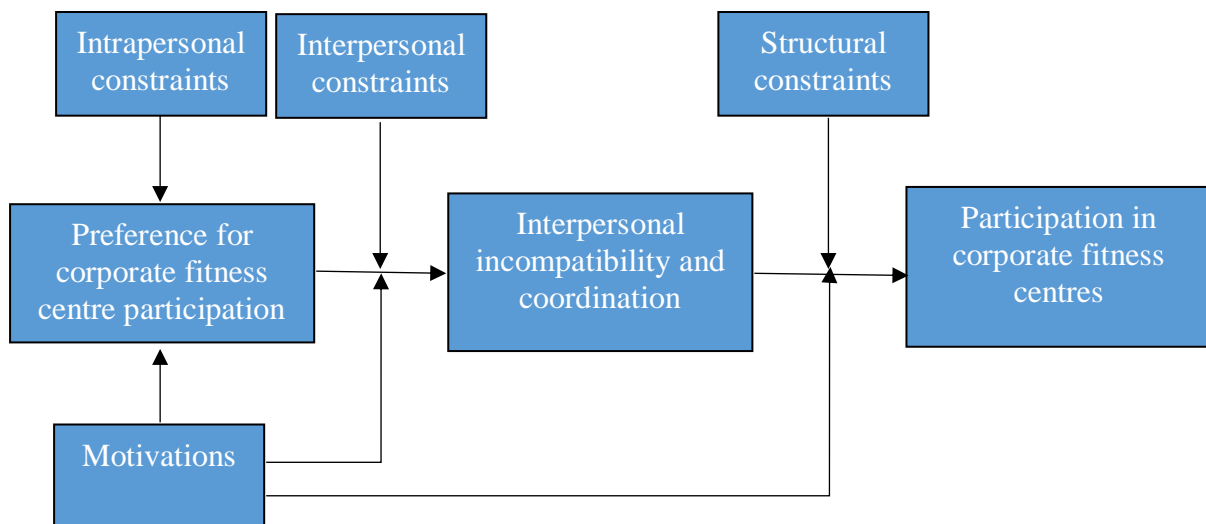 Intrapersonal
constraints
Interpersonal
constraints
Structural
constraints
Preference for
corporate fitness
centre participation
Interpersonal
incompatibility and
coordination
Participation in
corporate fitness
centres
Motivations